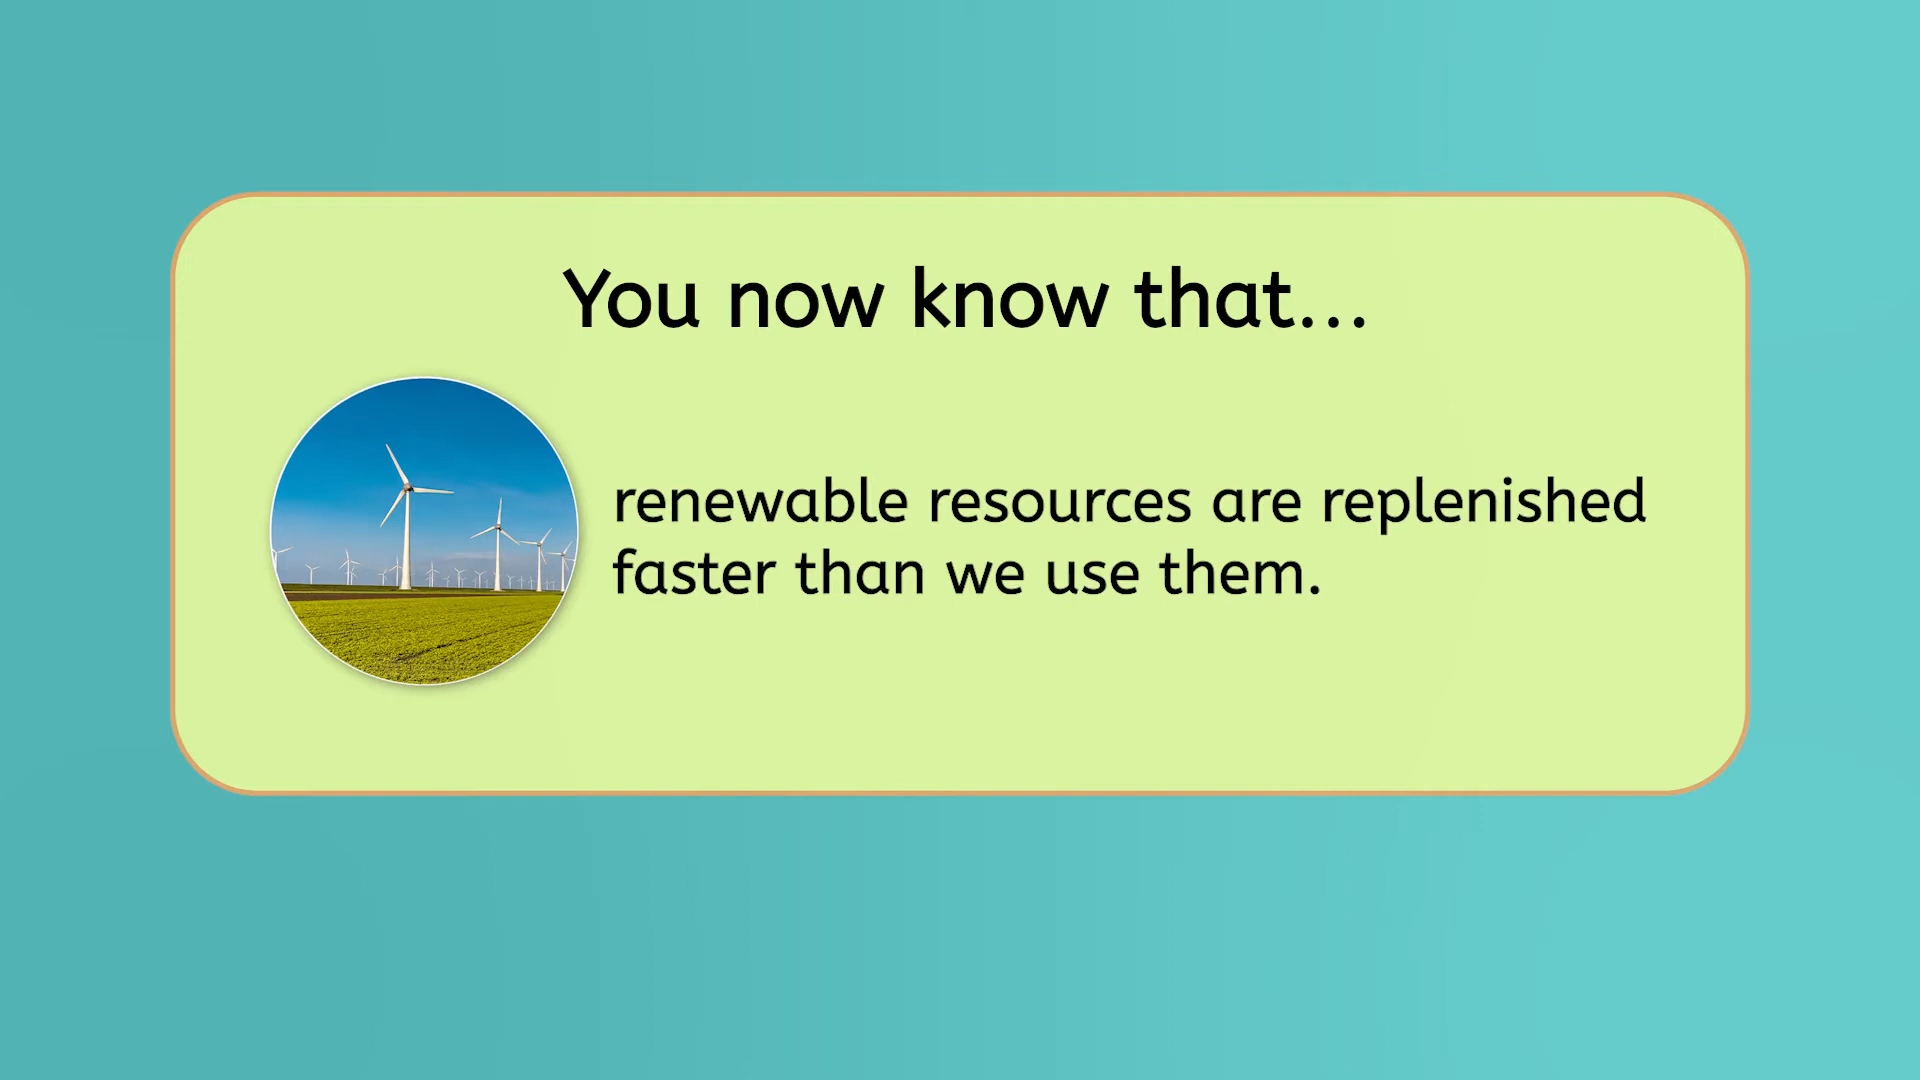 You now know that...
renewable resources are replenished
faster than we use them.